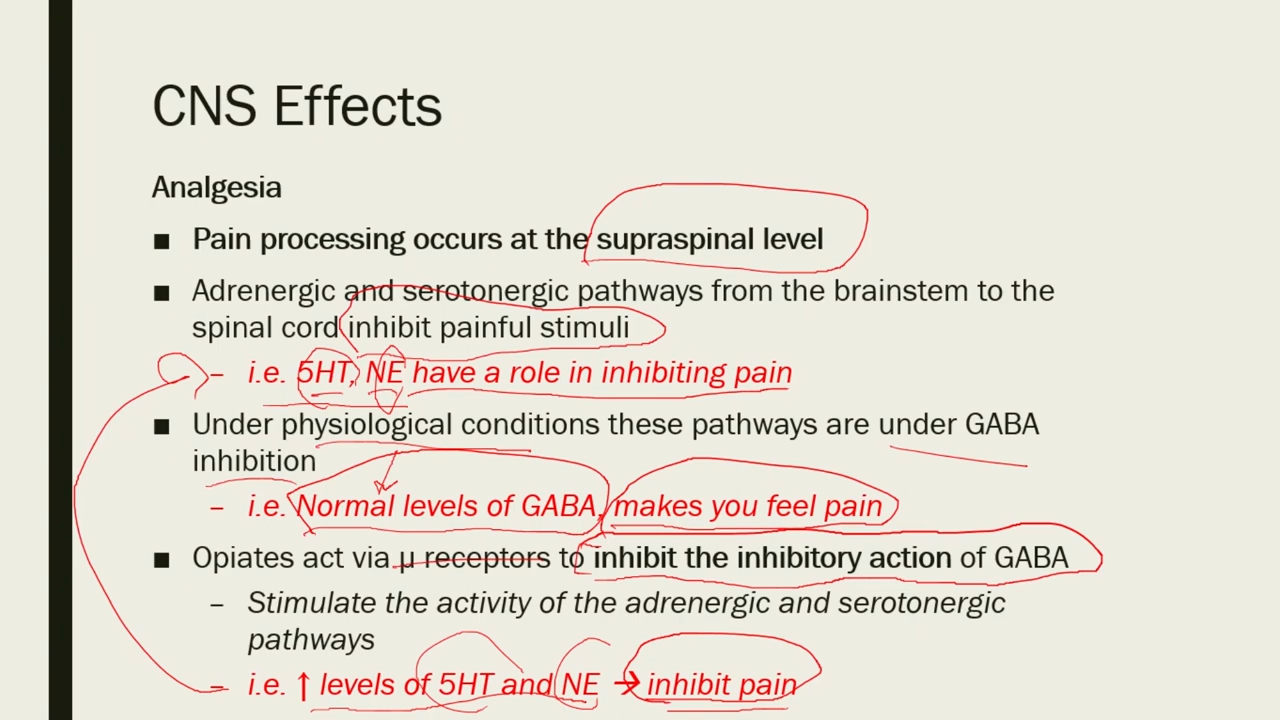 CNS Effects
Analgesia
■ Pain processing occurs at the supraspinal level
■ Adrenergic and serotonergic pathways from the brainstem to the
spinal cord inhibit painful stimuli
– i.e. 5HT, NE have a role in inhibiting pain
■ Under physiological conditions these pathways are under GABA
inhibition
– i.e. Normal levels of GABA, makes you feel pain
■ Opiates act via µ receptors to inhibit the inhibitory action of GABA
– Stimulate the activity of the adrenergic and serotonergic
pathways
– i.e. ↑ levels of 5HT and NE → inhibit pain